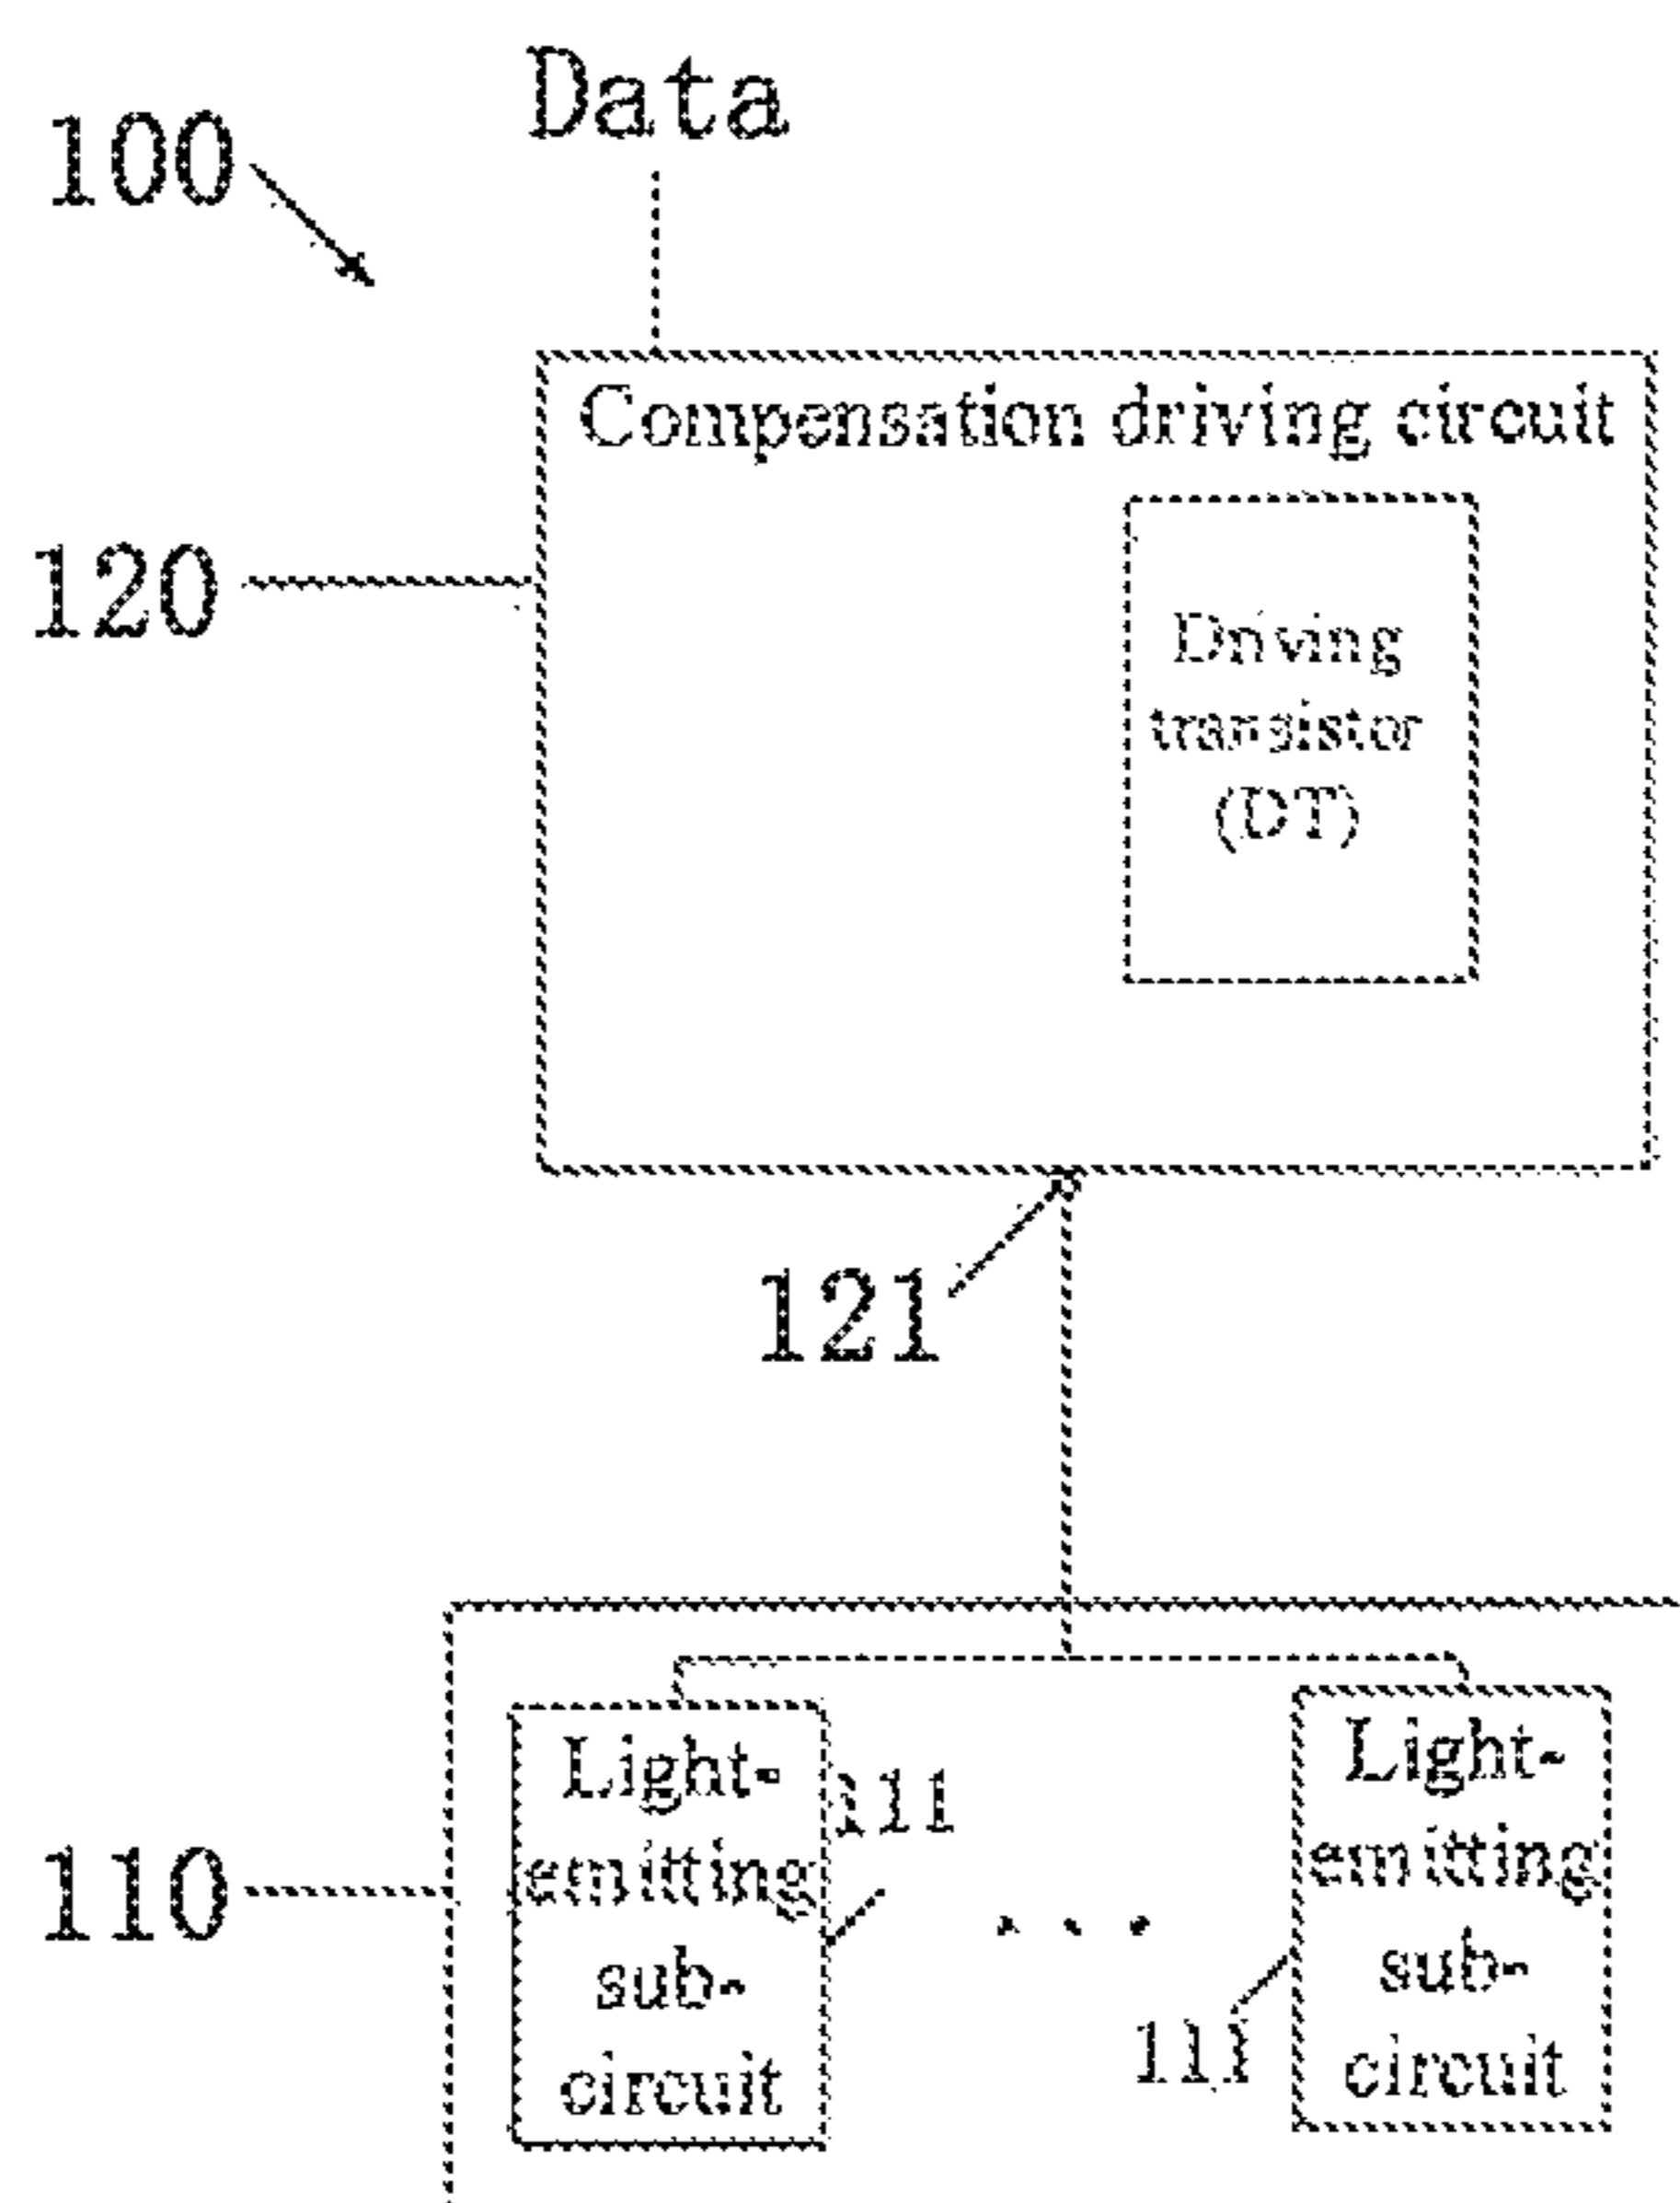 Data
100
Compensation driving circuit
120
Driving
transistor
(DT)
121
110
Light-
emitting
sub-
circuit
111
. . .
111
Light-
emitting
sub-
circuit